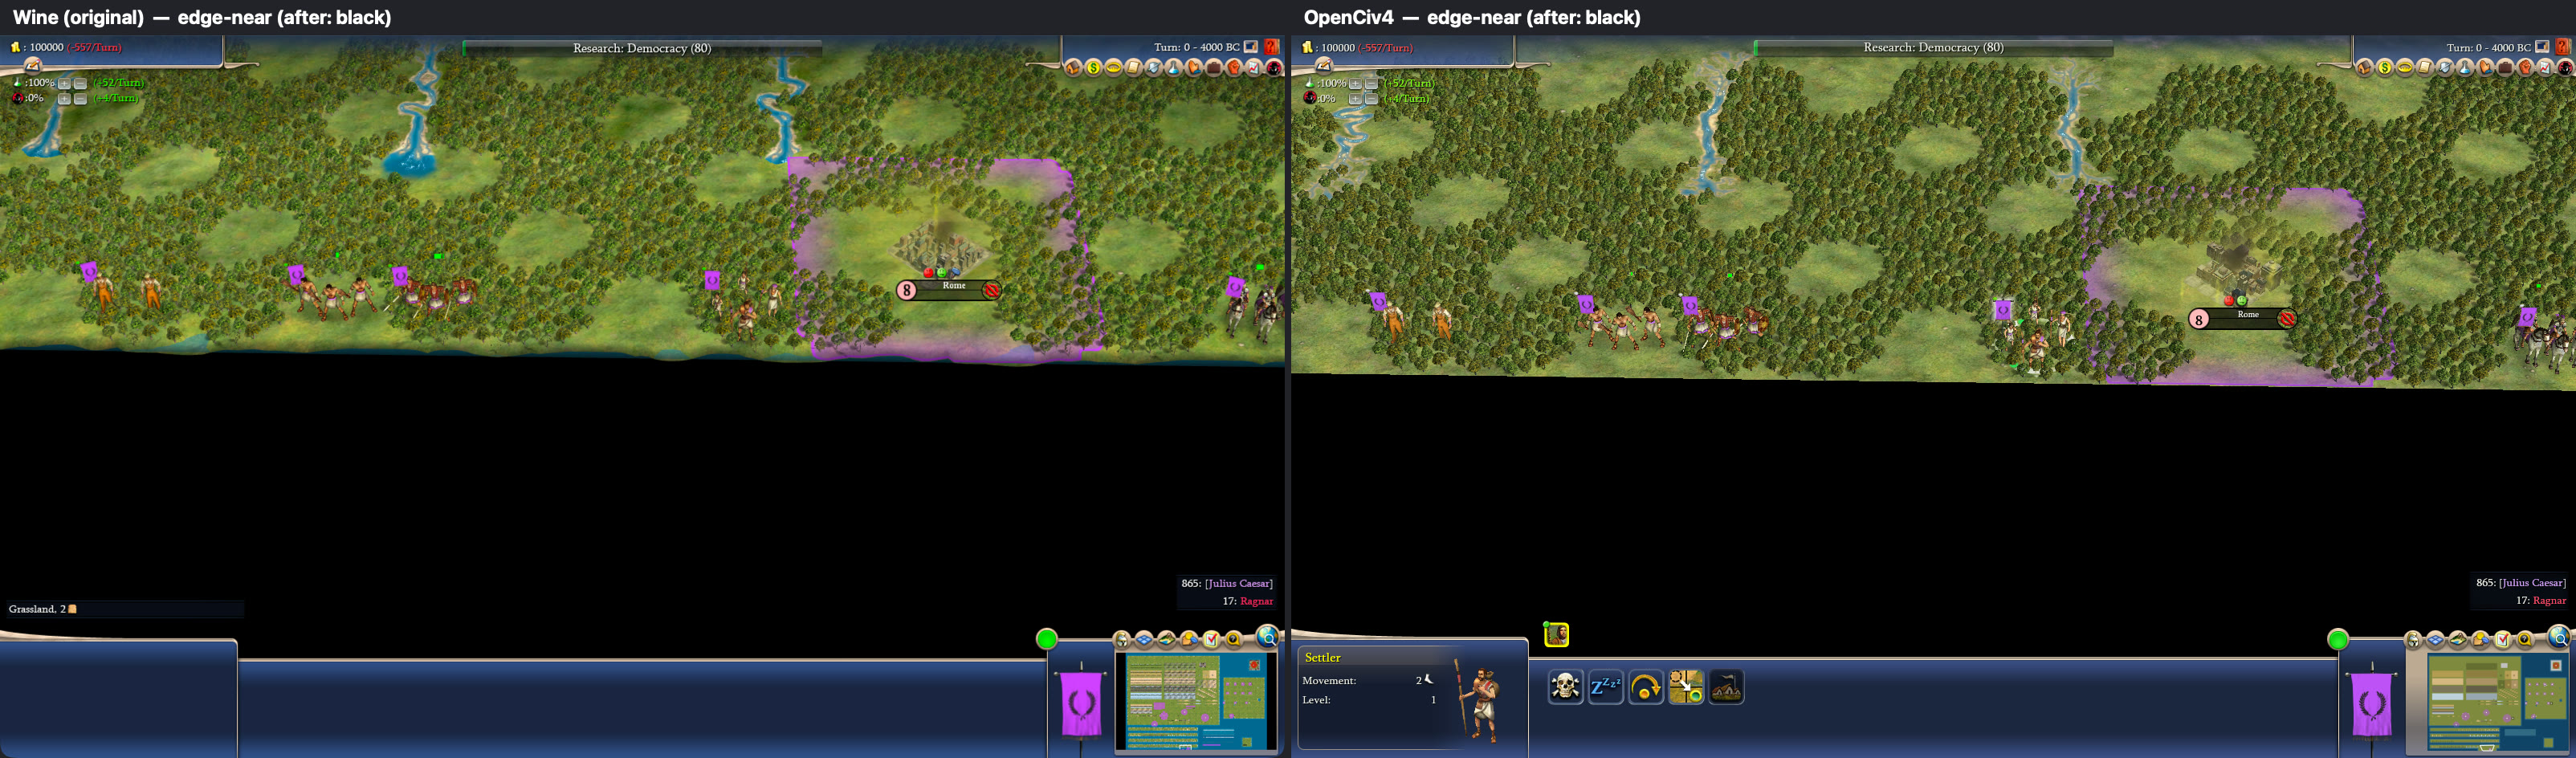 Wine (original) — edge-near (after: black)
: 100000 (-557/Turn)
Research: Democracy (80)
Turn: 0 - 4000 BC
:100% (+52/Turn)
:0% (+4/Turn)
8 Rome
865: [Julius Caesar]
17: Ragnar
Grassland, 2
OpenCiv4 — edge-near (after: black)
: 100000 (-557/Turn)
Research: Democracy (80)
Turn: 0 - 4000 BC
:100% (+52/Turn)
:0% (+4/Turn)
8 Rome
865: [Julius Caesar]
17: Ragnar
Settler
Movement: 2
Level: 1